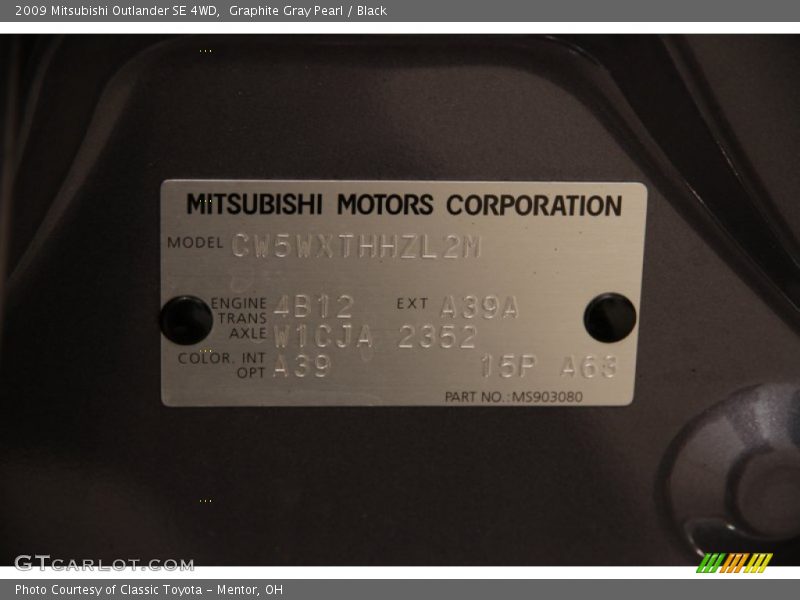 2009 Mitsubishi Outlander SE 4WD,  Graphite Gray Pearl / Black
MITSUBISHI MOTORS CORPORATION
MODEL CW5WXTHHZL2M
ENGINE 4B12 EXT A39A
TRANS
AXLE W1CJA 2352
COLOR. INT
OPT A39 15P A63
PART NO.:MS903080
GTCARLOT.COM
Photo Courtesy of Classic Toyota – Mentor, OH